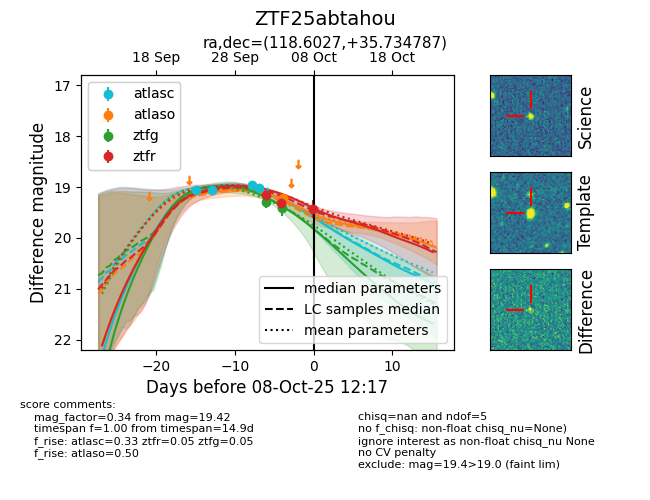 ZTF25abtahou
ra,dec=(118.6027,+35.734787)
18 Sep
28 Sep
08 Oct
18 Oct
17
18
19
20
21
22
Difference magnitude
atlasc
atlaso
ztfg
ztfr
median parameters
LC samples median
mean parameters
−20
−10
0
10
Days before 08-Oct-25 12:17
Science
Template
Difference
score comments:
mag_factor=0.34 from mag=19.42
timespan f=1.00 from timespan=14.9d
f_rise: atlasc=0.33 ztfr=0.05 ztfg=0.05
f_rise: atlaso=0.50
chisq=nan and ndof=5
no f_chisq: non-float chisq_nu=None)
ignore interest as non-float chisq_nu None
no CV penalty
exclude: mag=19.4>19.0 (faint lim)